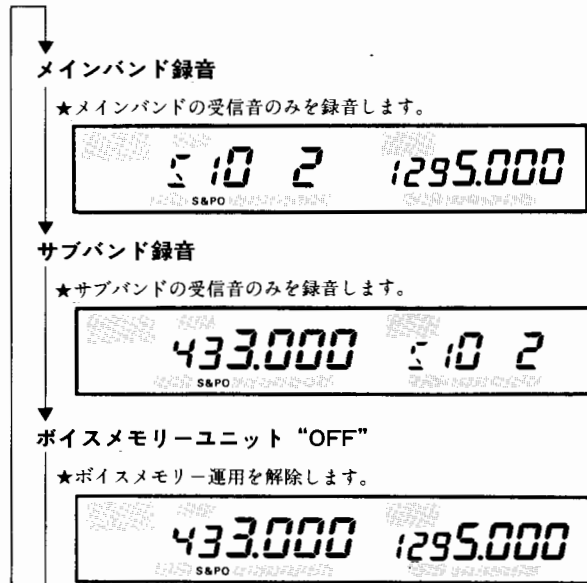 メインバンド録音
★メインバンドの受信音のみを録音します。
10 2 1295.000
S&PO
サブバンド録音
★サブバンドの受信音のみを録音します。
433.000 10 2
S&PO
ボイスメモリーユニット “OFF”
★ボイスメモリー運用を解除します。
433.000 1295.000
S&PO